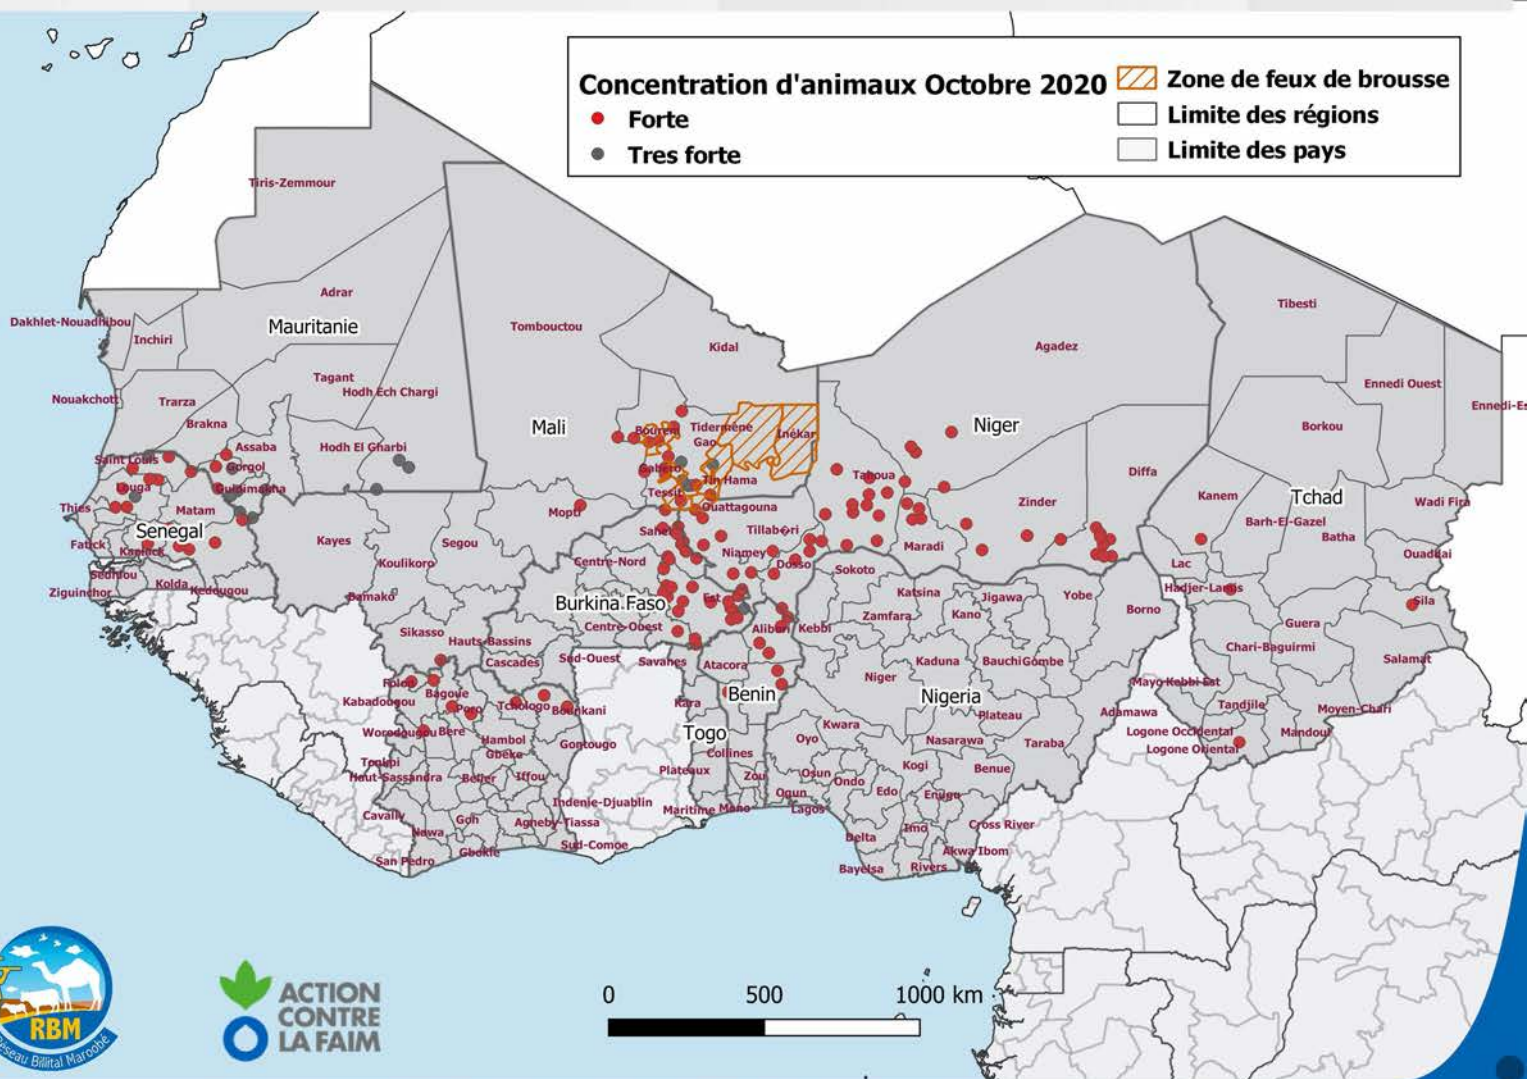 Concentration d'animaux Octobre 2020
Forte
Tres forte
Zone de feux de brousse
Limite des régions
Limite des pays
Tiris-Zemmour
Adrar
Dakhlet-Nouadhibou
Mauritanie
Inchiri
Tombouctou
Kidal
Agadez
Tibesti
Tagant
Hodh Ech Chargi
Nouakchott
Trarza
Brakna
Ennedi Ouest
Ennedi-Es
Mali
Bourem
Tidermène
Gao
Inékar
Niger
Borkou
Assaba
Hodh El Gharbi
Saint Louis
Gorgol
Gabero
Tahoua
Diffa
Louga
Guidimakha
Tessit
Tin Hama
Zinder
Kanem
Tchad
Wadi Fira
Thies
Matam
Mopti
Ouattagouna
Barh-El-Gazel
Senegal
Sahel
Tillab�ri
Batha
Fatick
Kaolack
Kayes
Segou
Niamey
Maradi
Ouaddai
Koulikoro
Centre-Nord
Dosso
Sokoto
Lac
Sedhiou
Kolda
Kedougou
Ziguinchor
Bamako
Katsina
Jigawa
Yobe
Hadjer-Lamis
Burkina Faso
Est
Zamfara
Kano
Borno
Sila
Sikasso
Hauts-Bassins
Centre-Ouest
Alibori
Kebbi
Guera
Chari-Baguirmi
Cascades
Sud-Ouest
Savanes
Atacora
Kaduna
Bauchi
Gombe
Salamat
Folon
Niger
Mayo Kebbi Est
Kabadougou
Bagoue
Poro
Tchologo
Bounkani
Kara
Benin
Nigeria
Plateau
Adamawa
Tandjile
Moyen-Chari
Worodougou
Bere
Hambol
Gontougo
Togo
Kwara
Oyo
Nasarawa
Taraba
Logone Occidental
Mandoul
Logone Oriental
Gbeke
Collines
Tonkpi
Haut-Sassandra
Belier
Iffou
Plateaux
Zou
Osun
Ondo
Kogi
Benue
Ogun
Edo
Enugu
Indenie-Djuablin
Maritime
Mono
Lagos
Cavally
Nawa
Goh
Agneby-Tiassa
Delta
Imo
Cross River
San Pedro
Gbokle
Sud-Comoe
Akwa Ibom
Bayelsa
Rivers
0 500 1000 km
RBM
Réseau Billital Maroobé
ACTION
CONTRE
LA FAIM